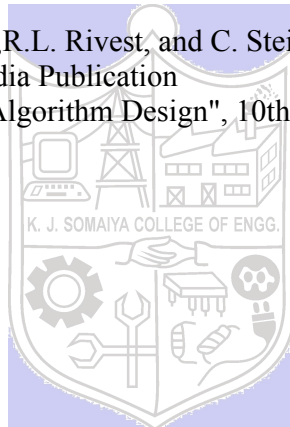 ,R.L. Rivest, and C. Stei
dia Publication
Algorithm Design", 10th
K. J. SOMAIYA COLLEGE OF ENGG.